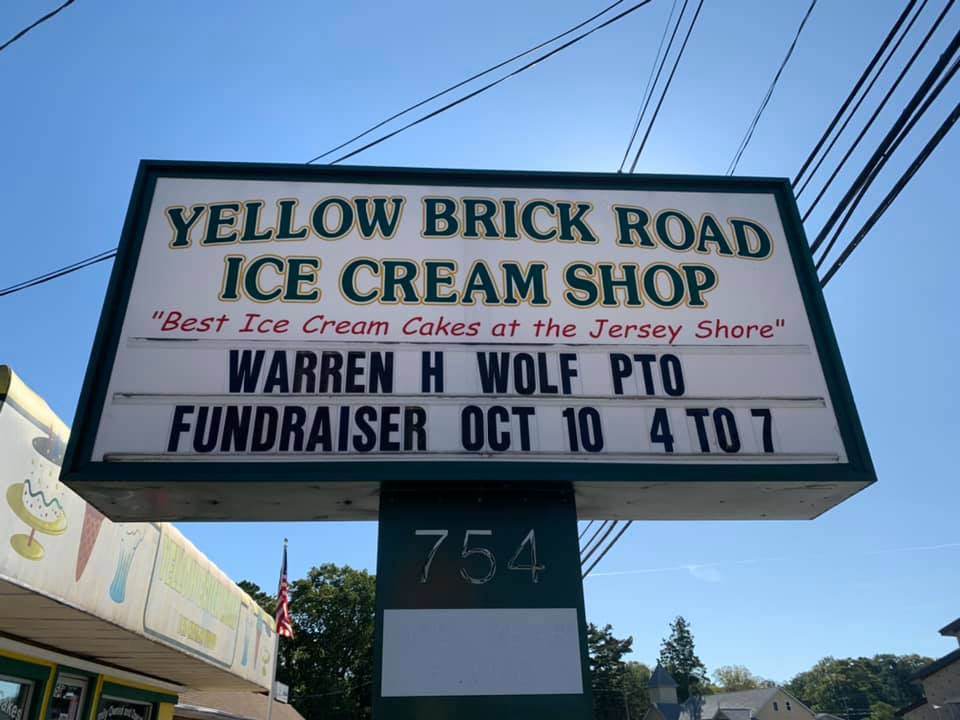 YELLOW BRICK ROAD
ICE CREAM SHOP
"Best Ice Cream Cakes at the Jersey Shore"
WARREN H WOLF PTO
FUNDRAISER OCT 10 4 TO 7
754